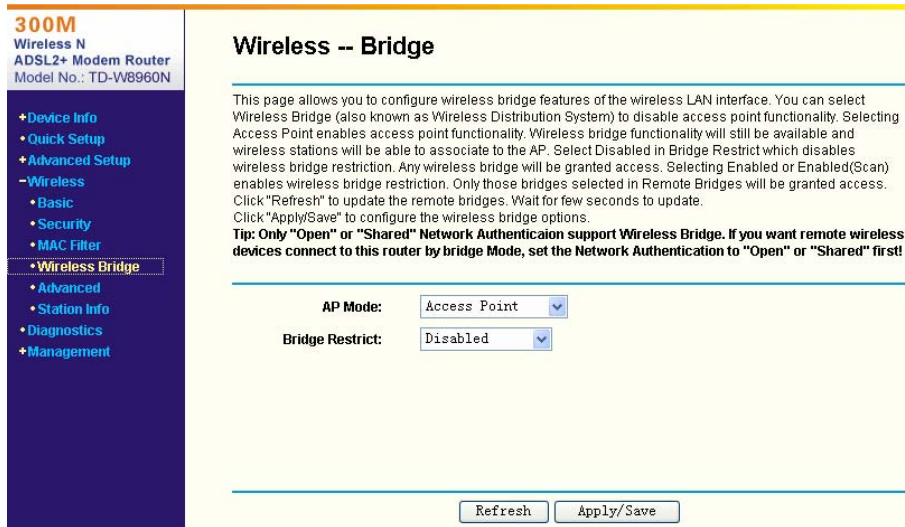 300M
Wireless N
ADSL2+ Modem Router
Model No.: TD-W8960N
+Device Info
•Quick Setup
+Advanced Setup
-Wireless
•Basic
•Security
•MAC Filter
•Wireless Bridge
•Advanced
•Station Info
•Diagnostics
+Management
Wireless -- Bridge
This page allows you to configure wireless bridge features of the wireless LAN interface. You can select
Wireless Bridge (also known as Wireless Distribution System) to disable access point functionality. Selecting
Access Point enables access point functionality. Wireless bridge functionality will still be available and
wireless stations will be able to associate to the AP. Select Disabled in Bridge Restrict which disables
wireless bridge restriction. Any wireless bridge will be granted access. Selecting Enabled or Enabled(Scan)
enables wireless bridge restriction. Only those bridges selected in Remote Bridges will be granted access.
Click "Refresh" to update the remote bridges. Wait for few seconds to update.
Click "Apply/Save" to configure the wireless bridge options.
Tip: Only "Open" or "Shared" Network Authenticaion support Wireless Bridge. If you want remote wireless
devices connect to this router by bridge Mode, set the Network Authentication to "Open" or "Shared" first!
AP Mode: Access Point
Bridge Restrict: Disabled
Refresh Apply/Save